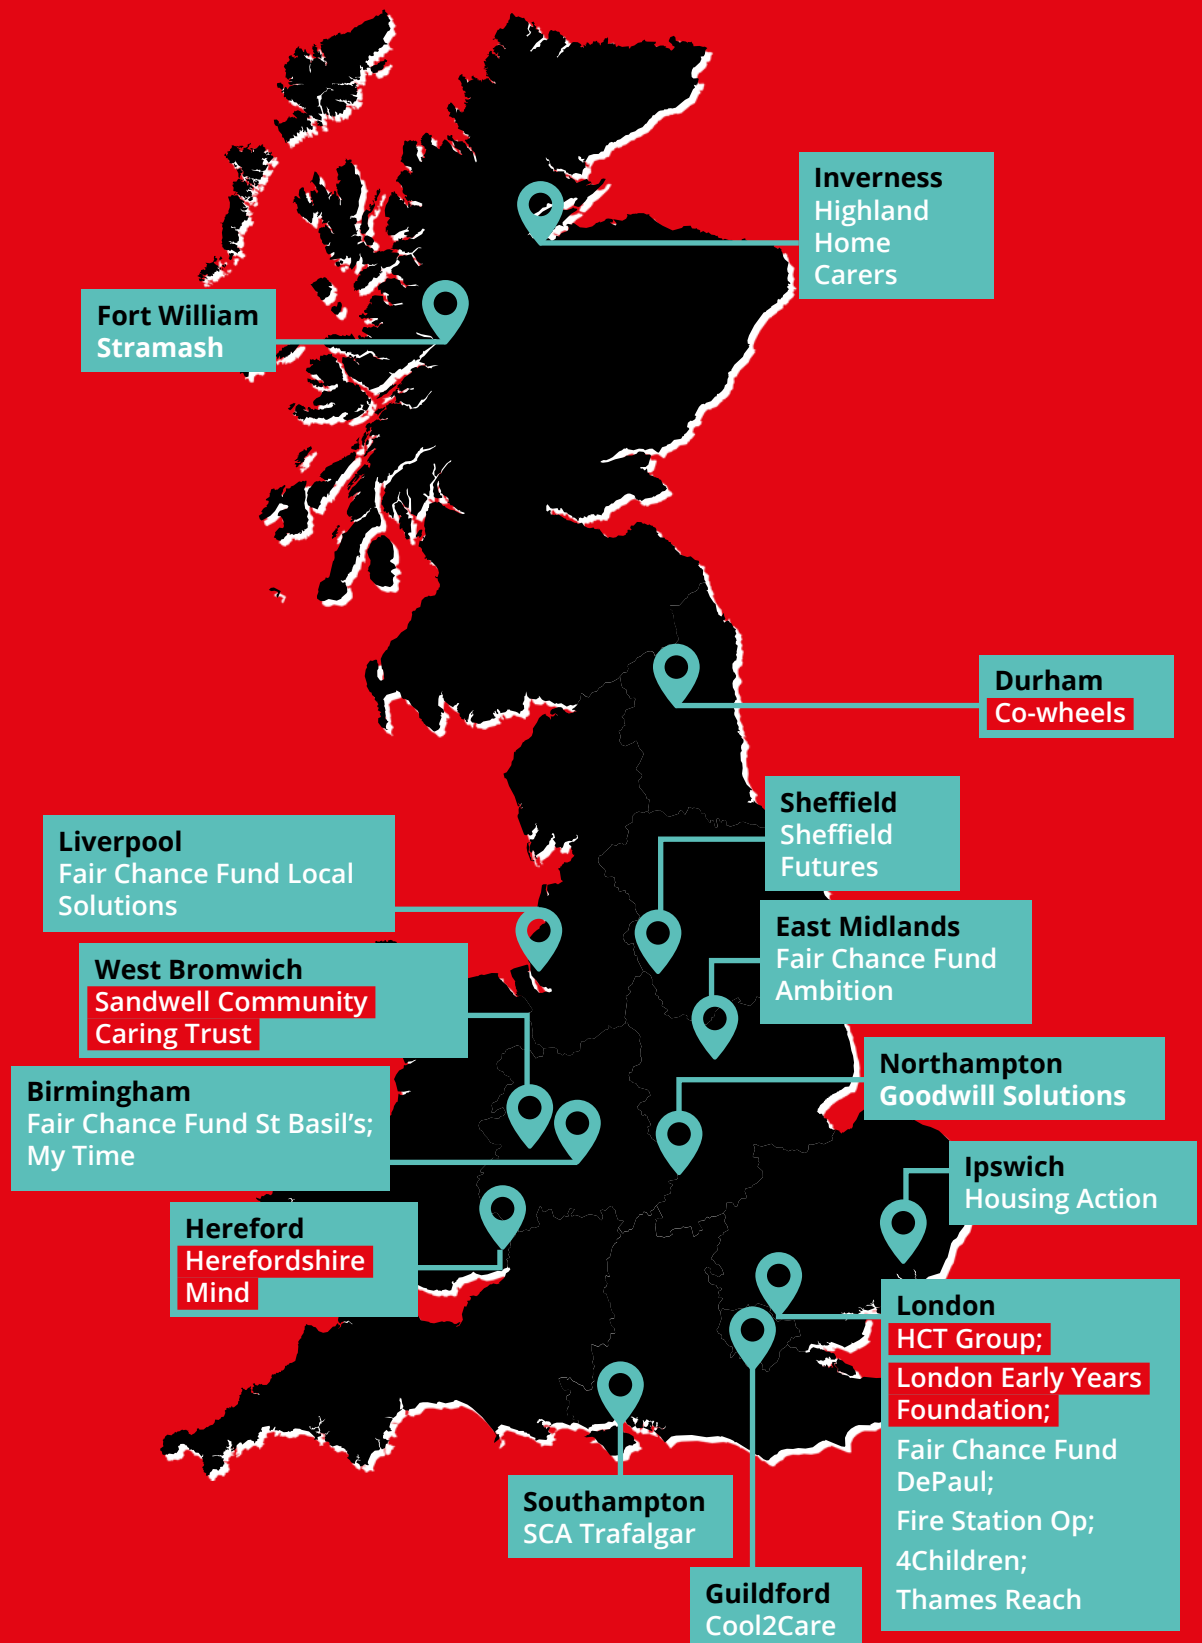 Inverness
Highland
Home
Carers
Fort William
Stramash
Durham
Co-wheels
Sheffield
Sheffield
Futures
Liverpool
Fair Chance Fund Local
Solutions
East Midlands
Fair Chance Fund
Ambition
West Bromwich
Sandwell Community
Caring Trust
Northampton
Goodwill Solutions
Birmingham
Fair Chance Fund St Basil's;
My Time
Ipswich
Housing Action
Hereford
Herefordshire
Mind
London
HCT Group;
London Early Years
Foundation;
Fair Chance Fund
DePaul;
Fire Station Op;
4Children;
Thames Reach
Southampton
SCA Trafalgar
Guildford
Cool2Care